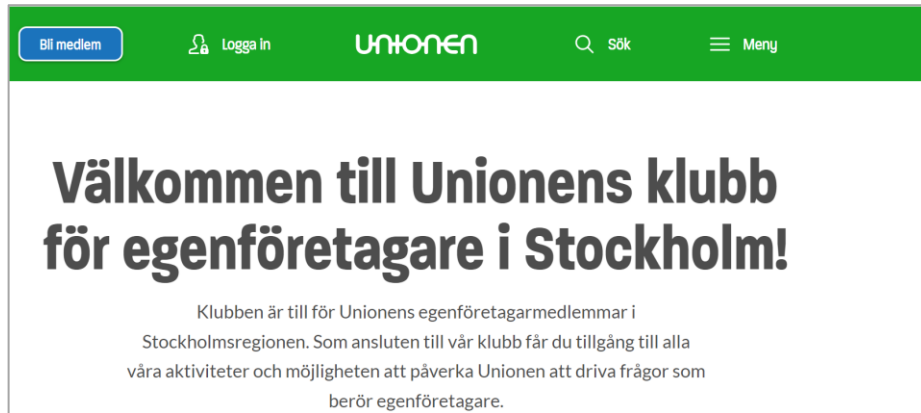 Bli medlem Logga in unionen Sök Meny
Välkommen till Unionens klubb
för egenföretagare i Stockholm!
Klubben är till för Unionens egenföretagarmedlemmar i
Stockholmsregionen. Som ansluten till vår klubb får du tillgång till alla
våra aktiviteter och möjligheten att påverka Unionen att driva frågor som
berör egenföretagare.